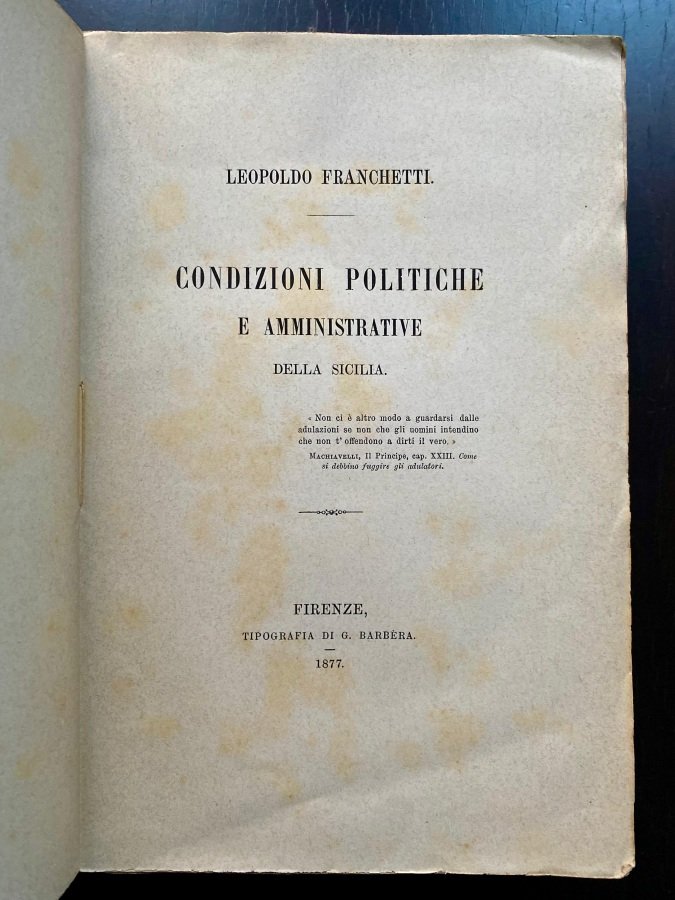 LEOPOLDO FRANCHETTI.
CONDIZIONI POLITICHE
E AMMINISTRATIVE
DELLA SICILIA.
« Non ci è altro modo a guardarsi dalle
adulazioni se non che gli uomini intendino
che non t' offendono a dirti il vero. »
MACHIAVELLI, Il Principe, cap. XXIII. Come
si debbino fuggire gli adulatori.
FIRENZE,
TIPOGRAFIA DI G. BARBÈRA.
1877.